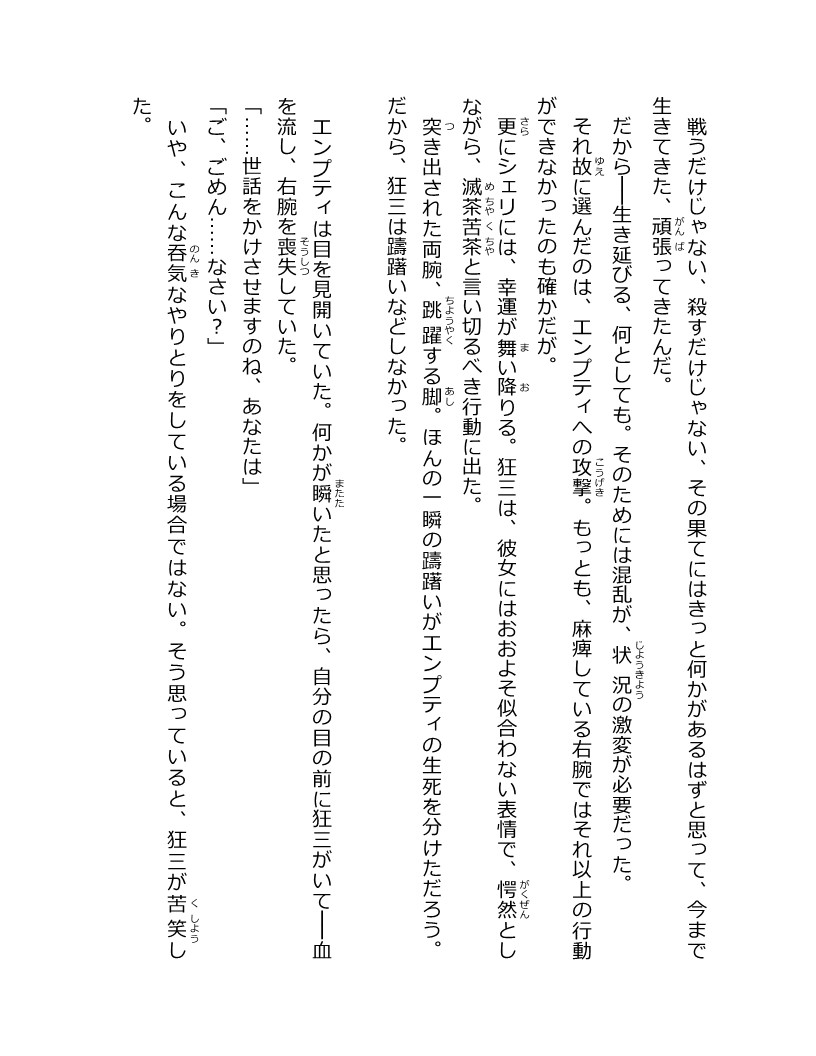 戦うだけじゃない、殺すだけじゃない、その果てにはきっと何かがあるはずと思って、今まで
生きてきた、頑張ってきたんだ。
だから――生き延びる、何としても。そのためには混乱が、状況の激変が必要だった。
それ故に選んだのは、エンプティへの攻撃。もっとも、麻痺している右腕ではそれ以上の行動
ができなかったのも確かだが。
更にシェリには、幸運が舞い降りる。狂三は、彼女にはおおよそ似合わない表情で、愕然とし
ながら、滅茶苦茶と言い切るべき行動に出た。
突き出された両腕、跳躍する脚。ほんの一瞬の躊躇いがエンプティの生死を分けただろう。
だから、狂三は躊躇いなどしなかった。
エンプティは目を見開いていた。何かが瞬いたと思ったら、自分の目の前に狂三がいて――血
を流し、右腕を喪失していた。
「……世話をかけさせますのね、あなたは」
「ご、ごめん……なさい？」
いや、こんな呑気なやりとりをしている場合ではない。そう思っていると、狂三が苦笑し
た。